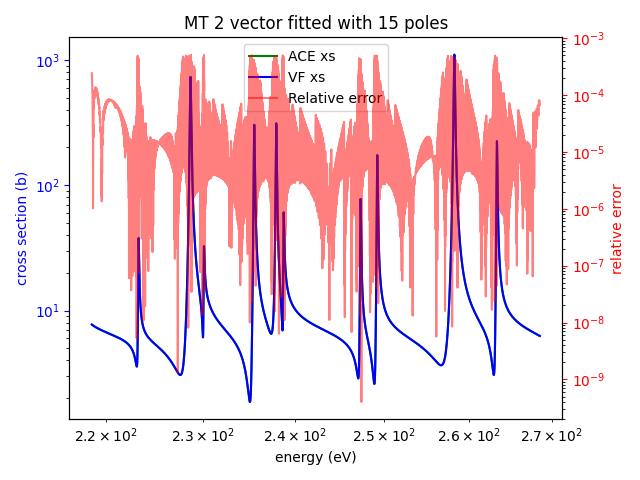 MT 2 vector fitted with 15 poles
ACE xs
VF xs
Relative error
cross section (b)
10³
10²
10¹
relative error
10⁻³
10⁻⁴
10⁻⁵
10⁻⁶
10⁻⁷
10⁻⁸
10⁻⁹
2.2 × 10² 2.3 × 10² 2.4 × 10² 2.5 × 10² 2.6 × 10² 2.7 × 10²
energy (eV)